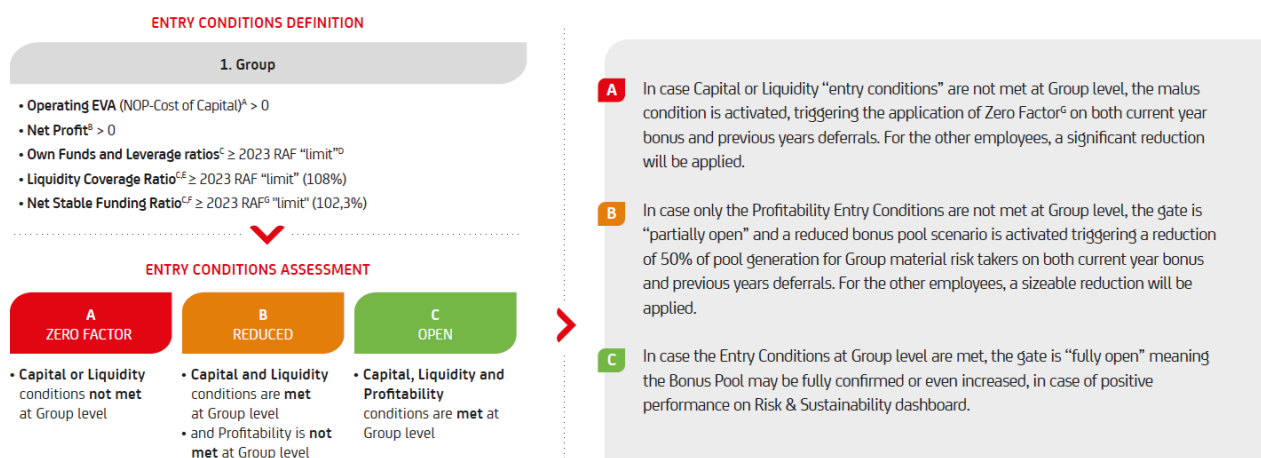 ENTRY CONDITIONS DEFINITION
1. Group
• Operating EVA (NOP-Cost of Capital)ᴬ > 0
• Net Profitᴮ > 0
• Own Funds and Leverage ratiosᶜ ≥ 2023 RAF “limit”ᴰ
• Liquidity Coverage Ratioᶜ,ᴱ ≥ 2023 RAF “limit” (108%)
• Net Stable Funding Ratioᶜ,ᶠ ≥ 2023 RAFᴳ "limit" (102,3%)
ENTRY CONDITIONS ASSESSMENT
A
ZERO FACTOR
• Capital or Liquidity
conditions not met
at Group level
B
REDUCED
• Capital and Liquidity
conditions are met
at Group level
• and Profitability is not
met at Group level
C
OPEN
• Capital, Liquidity and
Profitability
conditions are met at
Group level
A
In case Capital or Liquidity “entry conditions” are not met at Group level, the malus
condition is activated, triggering the application of Zero Factorᴳ on both current year
bonus and previous years deferrals. For the other employees, a significant reduction
will be applied.
B
In case only the Profitability Entry Conditions are not met at Group level, the gate is
“partially open” and a reduced bonus pool scenario is activated triggering a reduction
of 50% of pool generation for Group material risk takers on both current year bonus
and previous years deferrals. For the other employees, a sizeable reduction will be
applied.
C
In case the Entry Conditions at Group level are met, the gate is “fully open” meaning
the Bonus Pool may be fully confirmed or even increased, in case of positive
performance on Risk & Sustainability dashboard.